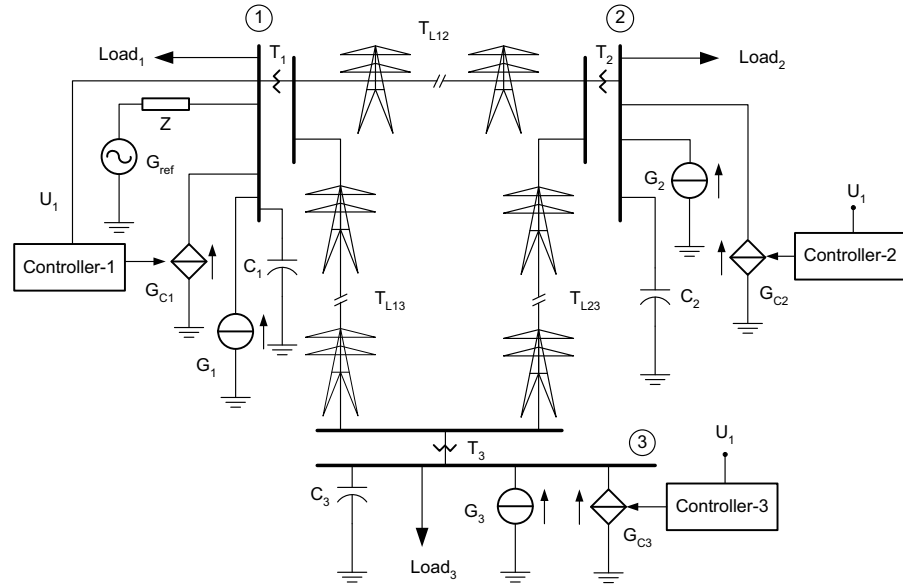 1
2
T_L12
Load_1
T_1
T_2
Load_2
Z
G_ref
G_2
U_1
U_1
Controller-1
C_1
Controller-2
G_C1
C_2
G_C2
T_L13
T_L23
G_1
3
T_3
U_1
C_3
G_3
Controller-3
G_C3
Load_3